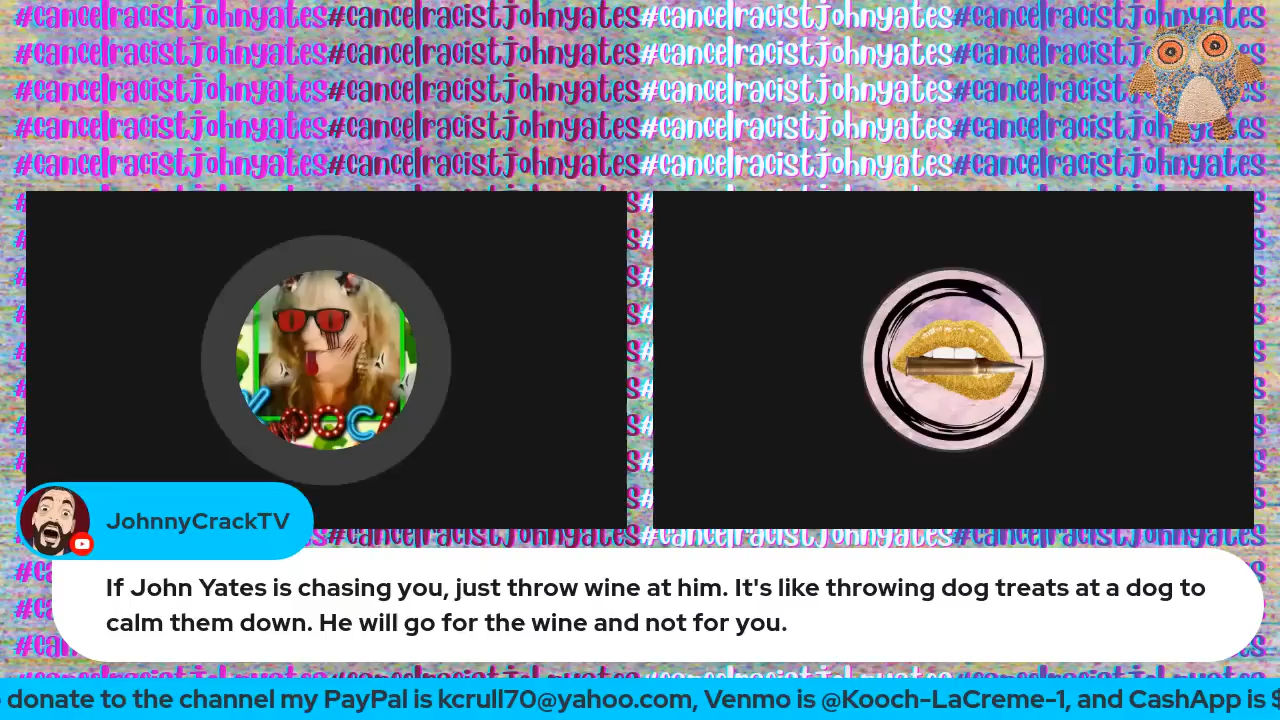 #cancelracistjohnyates#cancelracistjohnyates#cancelracistjohnyates#cancelracistjohnyates
#cancelracistjohnyates#cancelracistjohnyates#cancelracistjohnyates#cancelracistjohnyates
#cancelracistjohnyates#cancelracistjohnyates#cancelracistjohnyates#cancelracistjohnyates
#cancelracistjohnyates#cancelracistjohnyates#cancelracistjohnyates#cancelracistjohnyates
#cancelracistjohnyates#cancelracistjohnyates#cancelracistjohnyates#cancelracistjohnyates
JohnnyCrackTV
If John Yates is chasing you, just throw wine at him. It's like throwing dog treats at a dog to
calm them down. He will go for the wine and not for you.
donate to the channel my PayPal is kcrull70@yahoo.com, Venmo is @Kooch-LaCreme-1, and CashApp is $